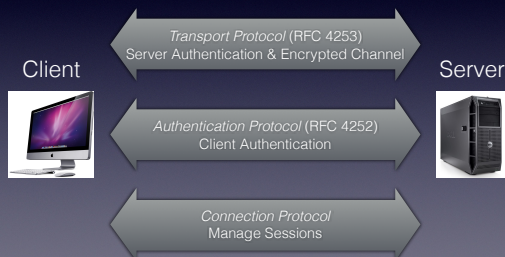 Transport Protocol (RFC 4253)
Server Authentication & Encrypted Channel
Client
Server
Authentication Protocol (RFC 4252)
Client Authentication
Connection Protocol
Manage Sessions